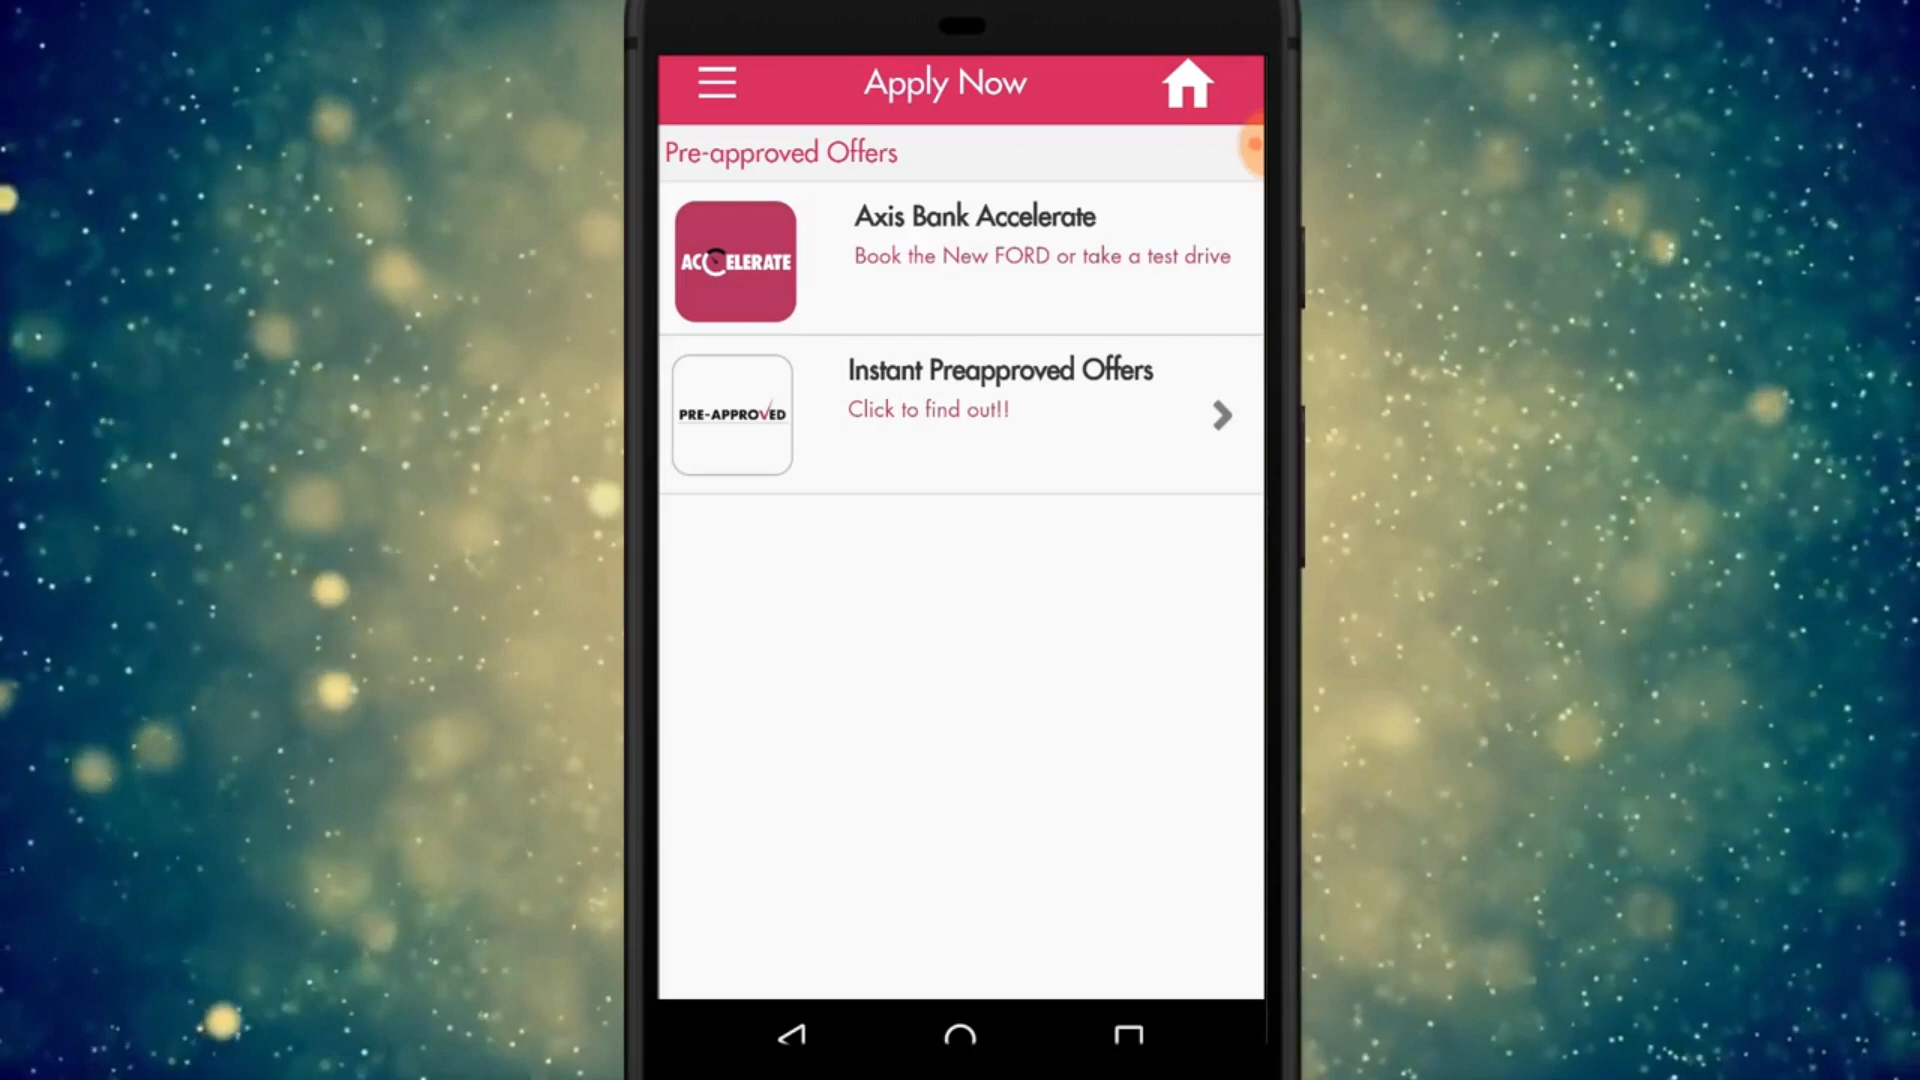 Apply Now
Pre-approved Offers
ACCELERATE
Axis Bank Accelerate
Book the New FORD or take a test drive
PRE-APPROVED
Instant Preapproved Offers
Click to find out!!